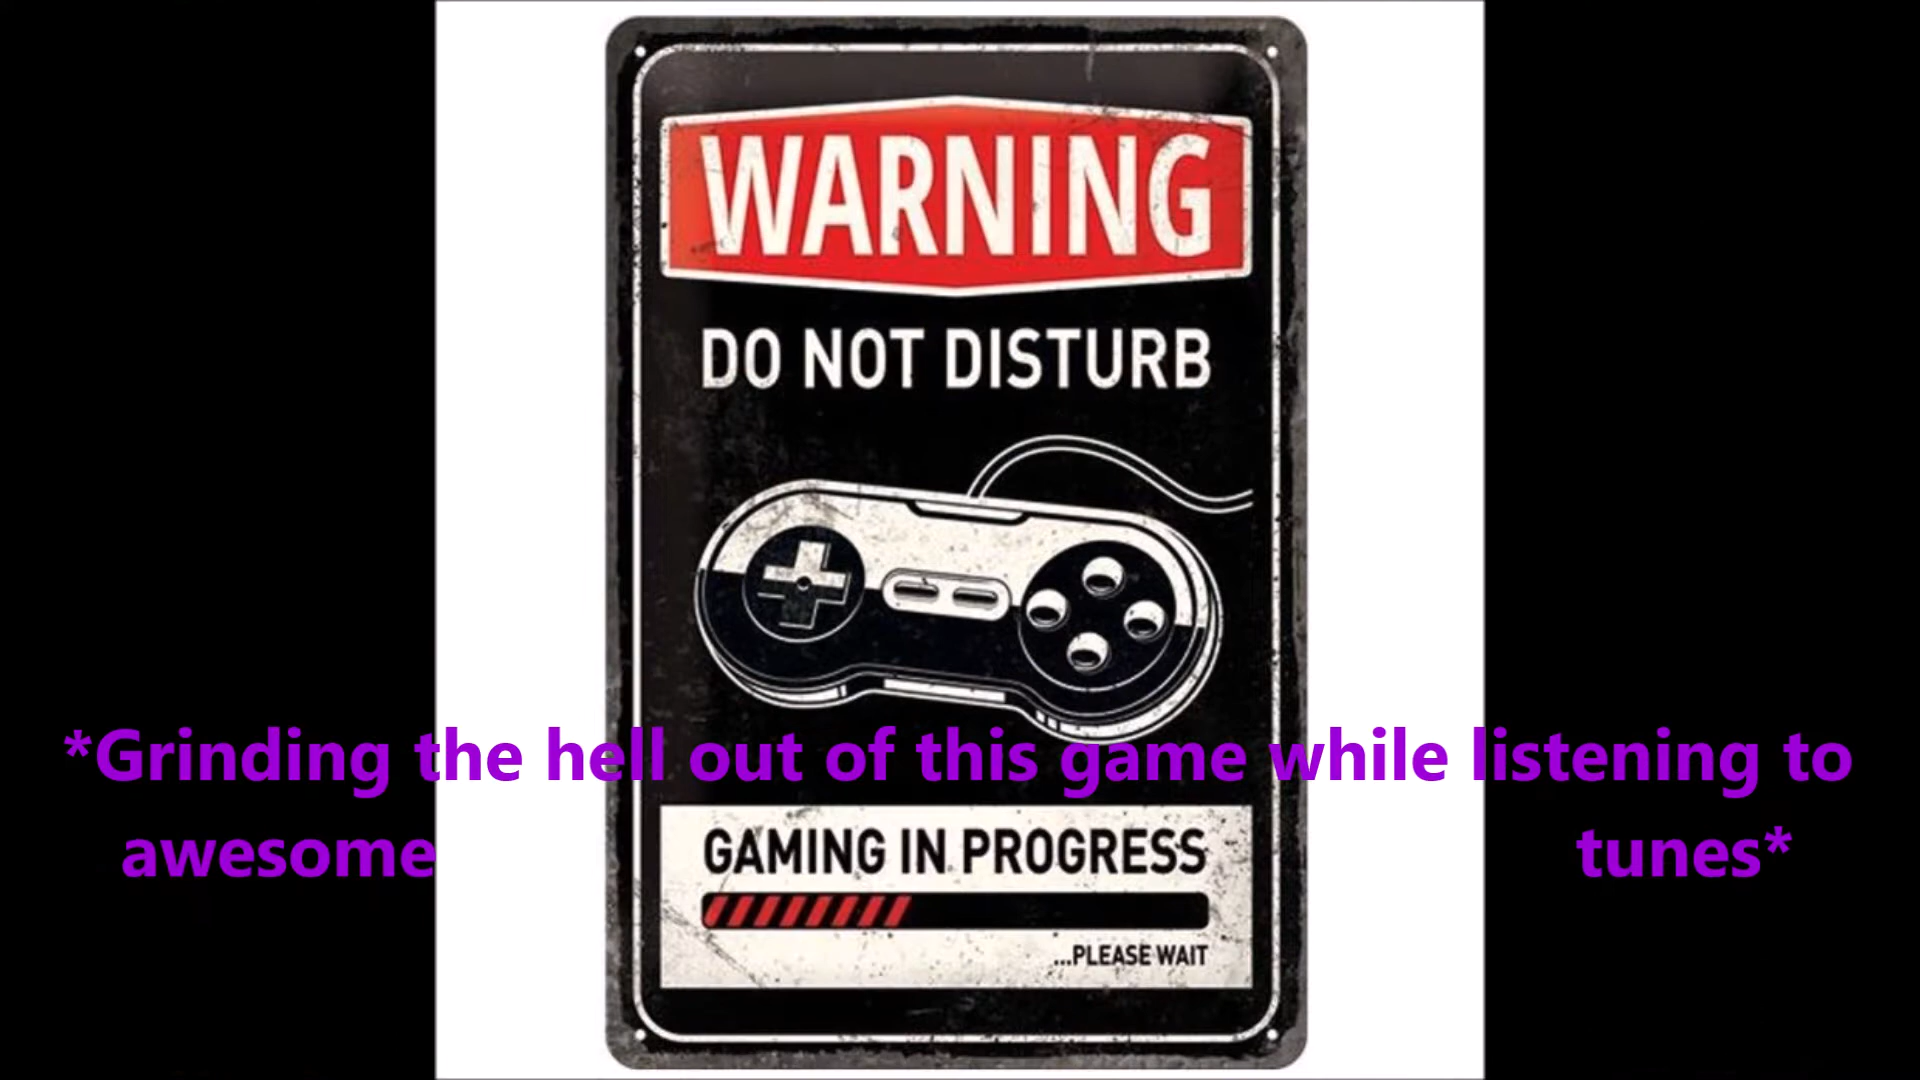 WARNING
DO NOT DISTURB
*Grinding the hell out of this game while listening to
awesome tunes*
GAMING IN PROGRESS
...PLEASE WAIT